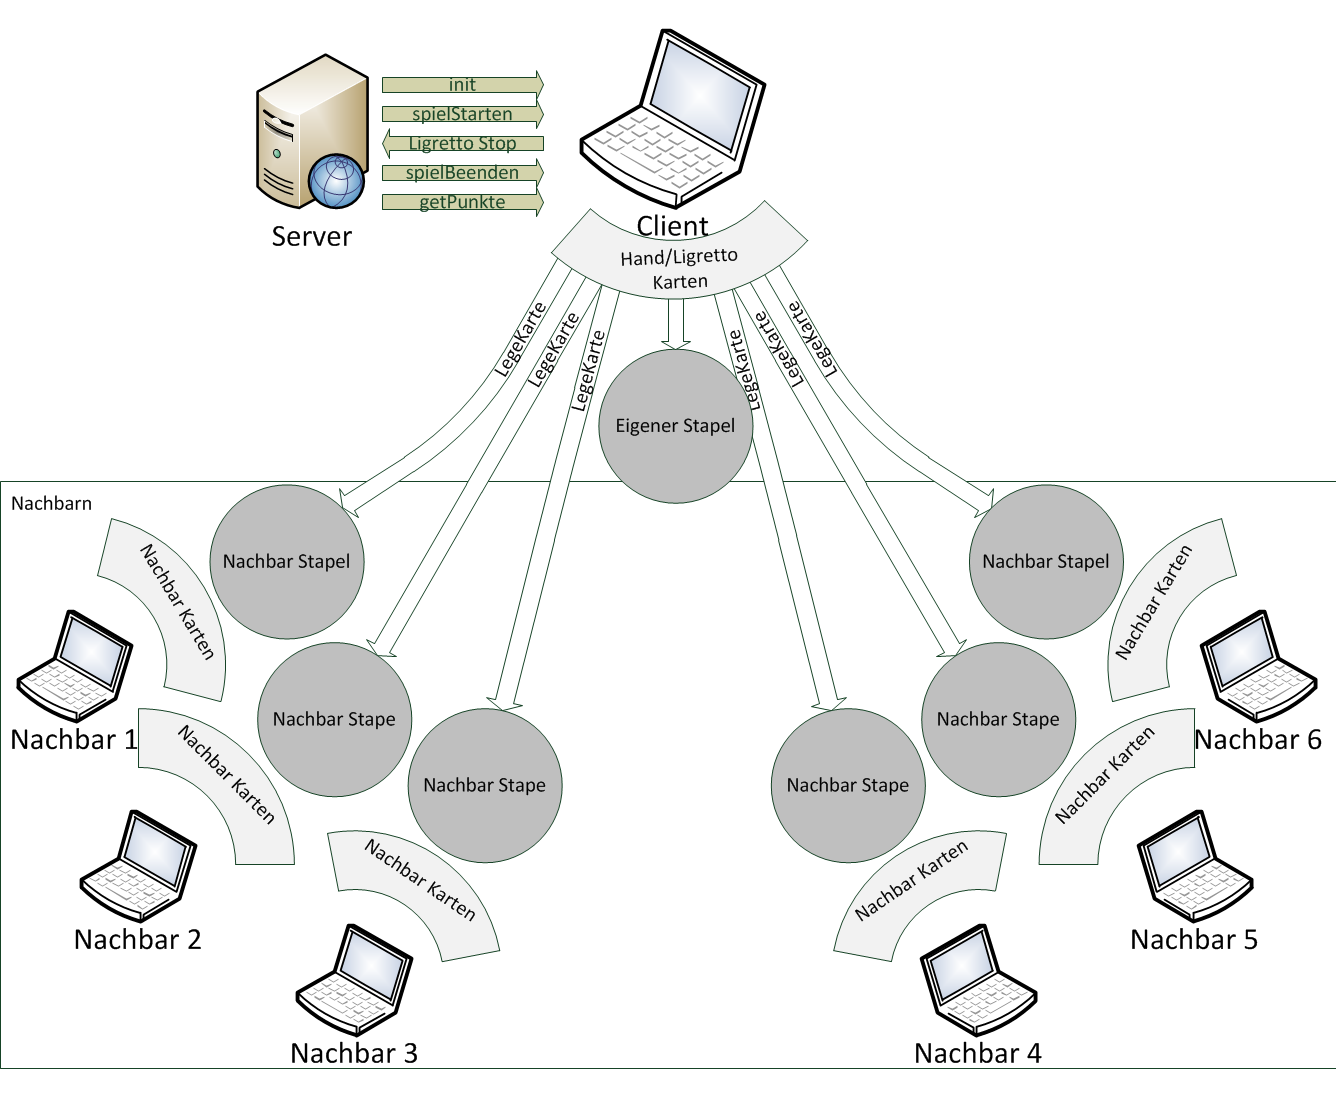 init
spielStarten
Ligretto Stop
spielBeenden
getPunkte
Server
Client
Hand/Ligretto
Karten
LegeKarte
LegeKarte
LegeKarte
LegeKarte
LegeKarte
LegeKarte
Eigener Stapel
Nachbarn
Nachbar Stapel
Nachbar Stapel
Nachbar Karten
Nachbar Karten
Nachbar Stape
Nachbar Stape
Nachbar 1
Nachbar 6
Nachbar Karten
Nachbar Karten
Nachbar Stape
Nachbar Stape
Nachbar Karten
Nachbar Karten
Nachbar 2
Nachbar 5
Nachbar 3
Nachbar 4